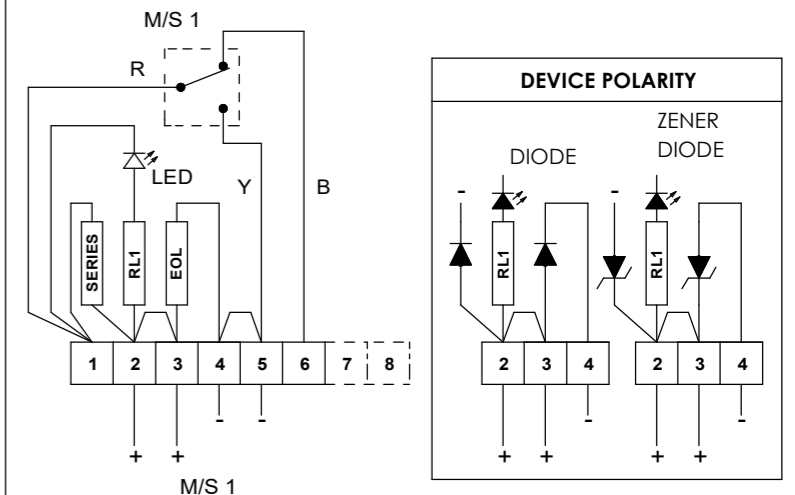 M/S 1
R
LED
Y
B
SERIES
RL1
EOL
1 2 3 4 5 6 7 8
- -
+ +
M/S 1
DEVICE POLARITY
DIODE
ZENER
DIODE
- -
RL1
RL1
2 3 4
2 3 4
- -
+ + + +